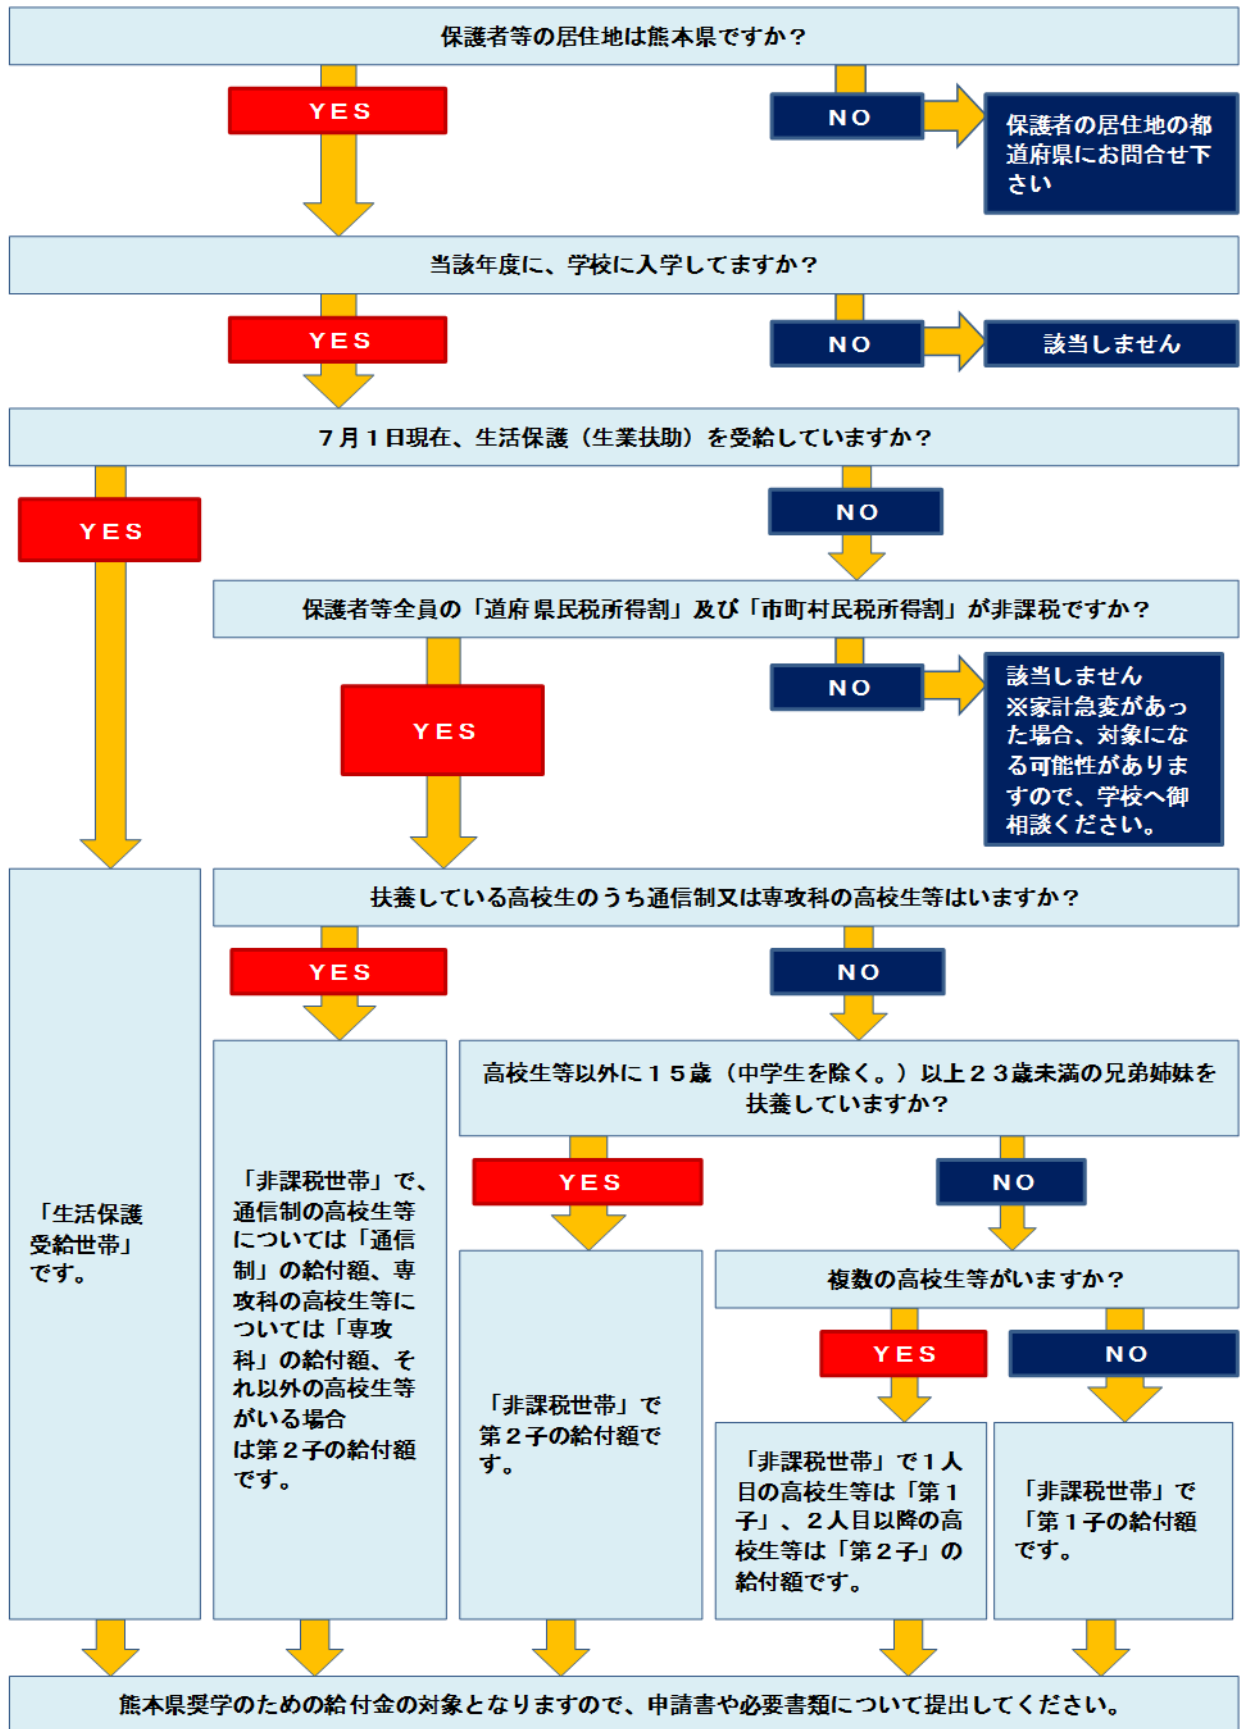 保護者等の居住地は熊本県ですか？
YES
NO
保護者の居住地の都
道府県にお問合せ下
さい
当該年度に、学校に入学してますか？
YES
NO
該当しません
７月１日現在、生活保護（生業扶助）を受給していますか？
YES
NO
保護者等全員の「道府県民税所得割」及び「市町村民税所得割」が非課税ですか？
YES
NO
該当しません
※家計急変があっ
た場合、対象にな
る可能性がありま
すので、学校へ御
相談ください。
扶養している高校生のうち通信制又は専攻科の高校生等はいますか？
YES
NO
高校生等以外に１５歳（中学生を除く。）以上２３歳未満の兄弟姉妹を
扶養していますか？
YES
NO
「生活保護
受給世帯」
です。
「非課税世帯」で、
通信制の高校生等
については「通信
制」の給付額、専
攻科の高校生等に
ついては「専攻
科」の給付額、そ
れ以外の高校生等
がいる場合
は第２子の給付額
です。
「非課税世帯」で
第２子の給付額で
す。
複数の高校生等がいますか？
YES
NO
「非課税世帯」で１人
目の高校生等は「第１
子」、２人目以降の高
校生等は「第２子」の
給付額です。
「非課税世帯」で
「第１子の給付額
です。
熊本県奨学のための給付金の対象となりますので、申請書や必要書類について提出してください。